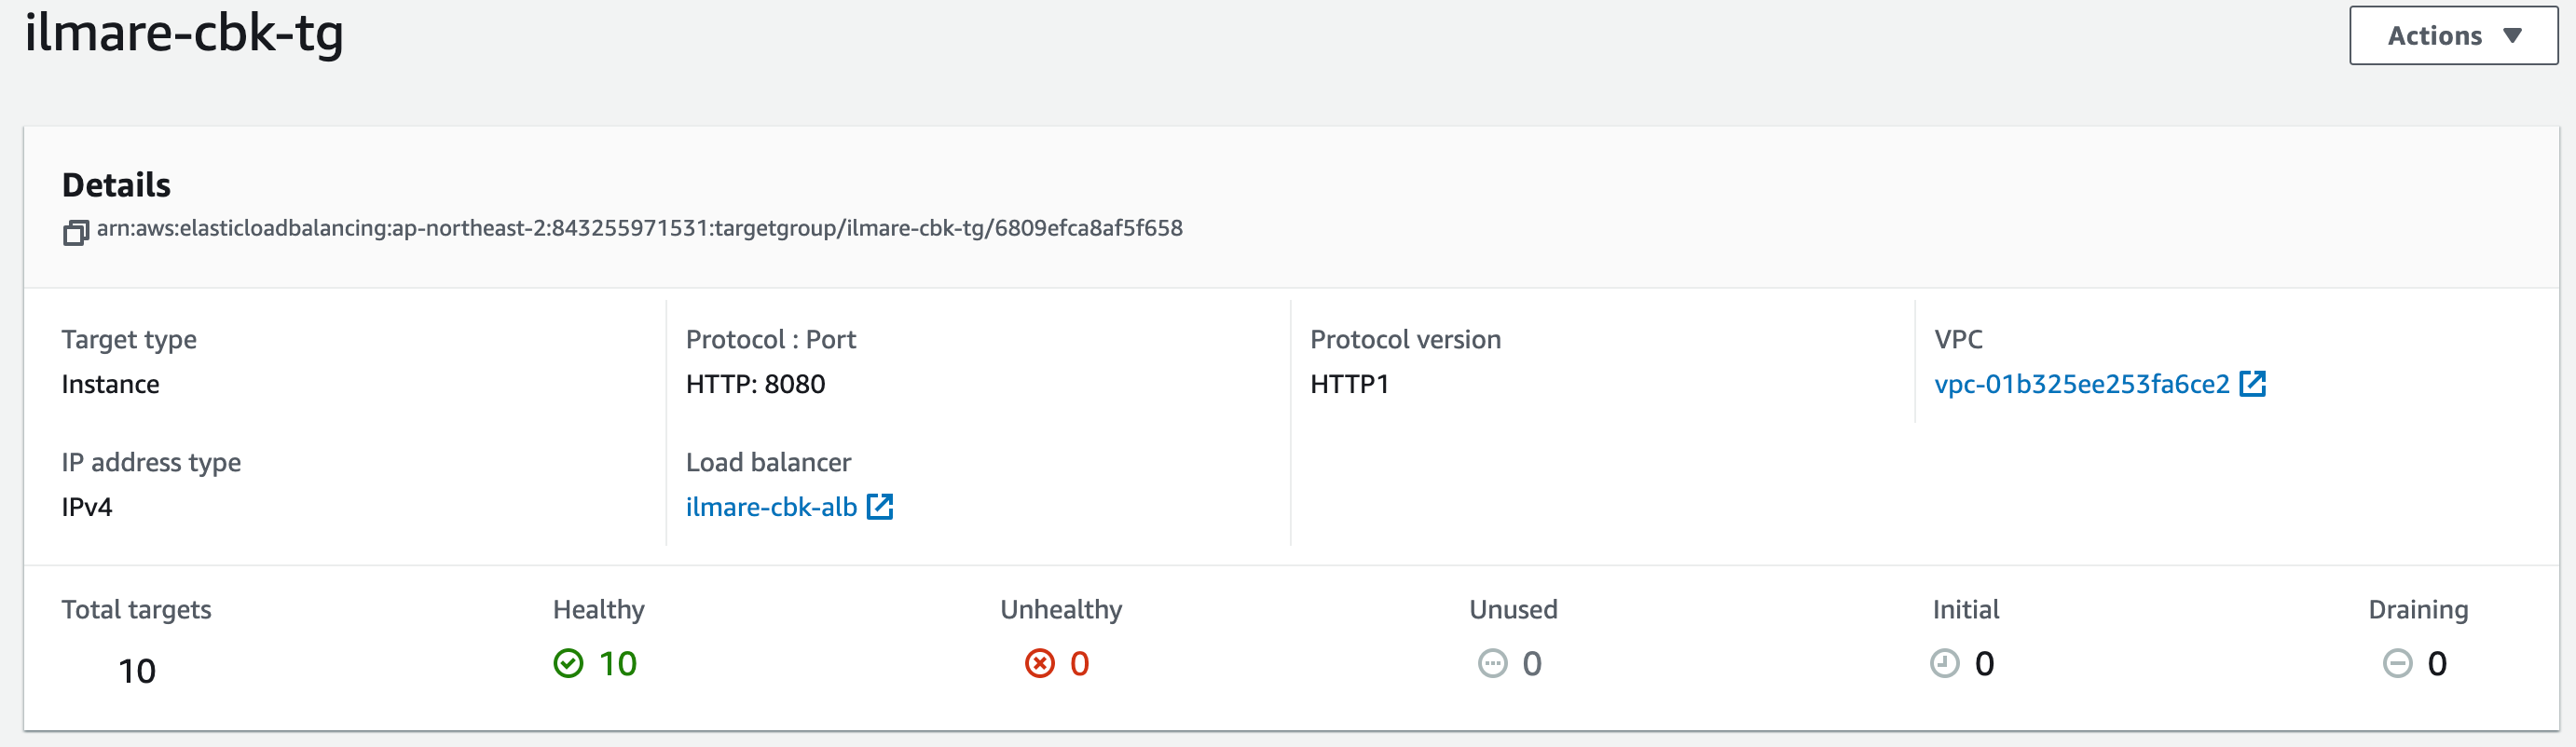 ilmare-cbk-tg
Actions
Details
arn:aws:elasticloadbalancing:ap-northeast-2:843255971531:targetgroup/ilmare-cbk-tg/6809efca8af5f658
Target type
Instance
Protocol : Port
HTTP: 8080
Protocol version
HTTP1
VPC
vpc-01b325ee253fa6ce2
IP address type
IPv4
Load balancer
ilmare-cbk-alb
Total targets
10
Healthy
10
Unhealthy
0
Unused
0
Initial
0
Draining
0